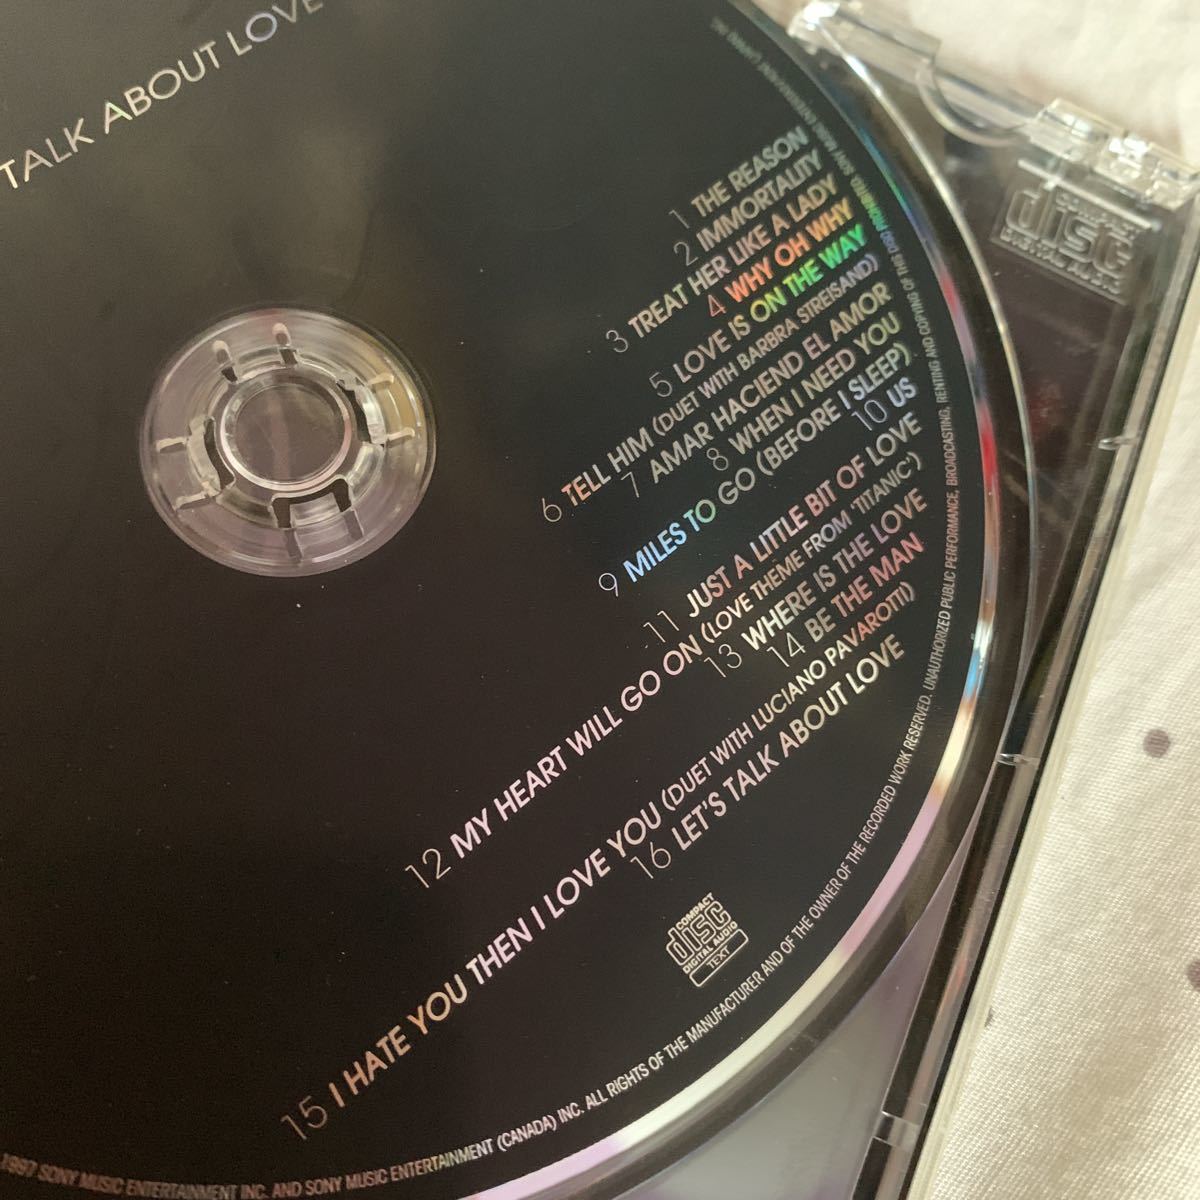 TALK ABOUT LOVE
1 THE REASON
2 IMMORTALITY
3 TREAT HER LIKE A LADY
4 WHY OH WHY
5 LOVE IS ON THE WAY
6 TELL HIM (DUET WITH BARBRA STREISAND)
7 AMAR HACIEND EL AMOR
8 WHEN I NEED YOU
9 MILES TO GO (BEFORE I SLEEP)
10 US
11 JUST A LITTLE BIT OF LOVE
12 MY HEART WILL GO ON (LOVE THEME FROM 'TITANIC')
13 WHERE IS THE LOVE
14 BE THE MAN
15 I HATE YOU THEN I LOVE YOU (DUET WITH LUCIANO PAVAROTTI)
16 LET'S TALK ABOUT LOVE
COMPACT
disc
DIGITAL AUDIO
TEXT
1997 SONY MUSIC ENTERTAINMENT INC. AND SONY MUSIC ENTERTAINMENT (CANADA) INC. ALL RIGHTS OF THE MANUFACTURER AND OF THE OWNER OF THE RECORDED WORK RESERVED. UNAUTHORIZED PUBLIC PERFORMANCE, BROADCASTING, RENTING AND COPYING OF THIS DISC PROHIBITED. SONY MUSIC ENTERTAINMENT (JAPAN) INC.
COMPACT
disc
DIGITAL AUDIO